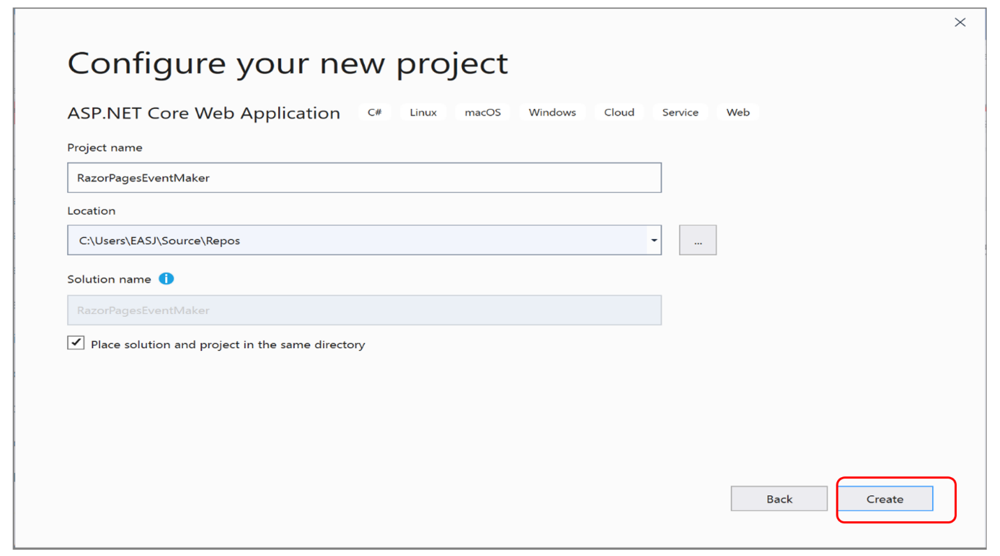 Configure your new project
ASP.NET Core Web Application C# Linux macOS Windows Cloud Service Web
Project name
RazorPagesEventMaker
Location
C:\Users\EASJ\Source\Repos
...
Solution name
RazorPagesEventMaker
Place solution and project in the same directory
Back Create